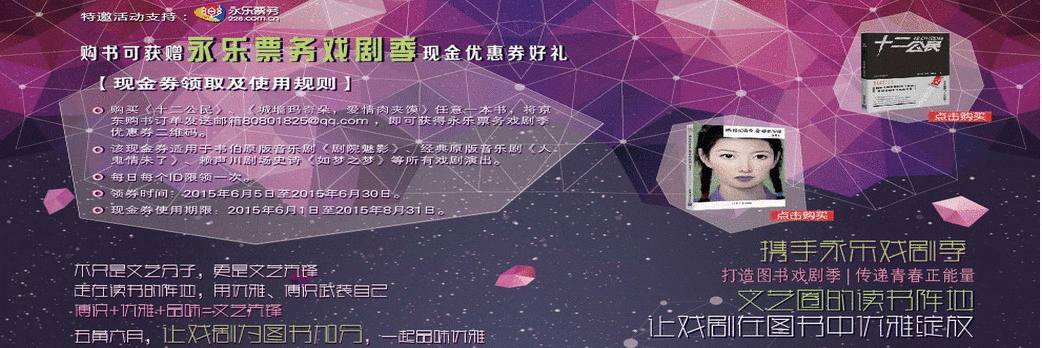 特邀活动支持：永乐票务
228.com.cn
购书可获赠永乐票务戏剧季现金优惠券好礼
【现金券领取及使用规则】
购买《十二公民》、《城堡玛奇朵，爱情肉夹馍》任意一本书，将京
东购书订单发送邮箱80801825@qq.com，即可获得永乐票务戏剧季
优惠券二维码。
该现金券适用于韦伯原版音乐剧《剧院魅影》、经典原版音乐剧《人
鬼情未了》、赖声川剧场史诗《如梦之梦》等所有戏剧演出。
每日每个ID限领一次。
领券时间：2015年6月5日至2015年6月30日。
现金券使用期限：2015年6月1日至2015年8月31日。
十二公民
点击购买
点击购买
不只是文艺分子，更是文艺先锋
走在读书的阵地，用优雅、博识武装自己
博识+优雅+品味=文艺先锋
五黄六月，让戏剧为图书加分，一起品味优雅
携手永乐戏剧季
打造图书戏剧季|传递青春正能量
文艺圈的读书阵地
让戏剧在图书中优雅绽放